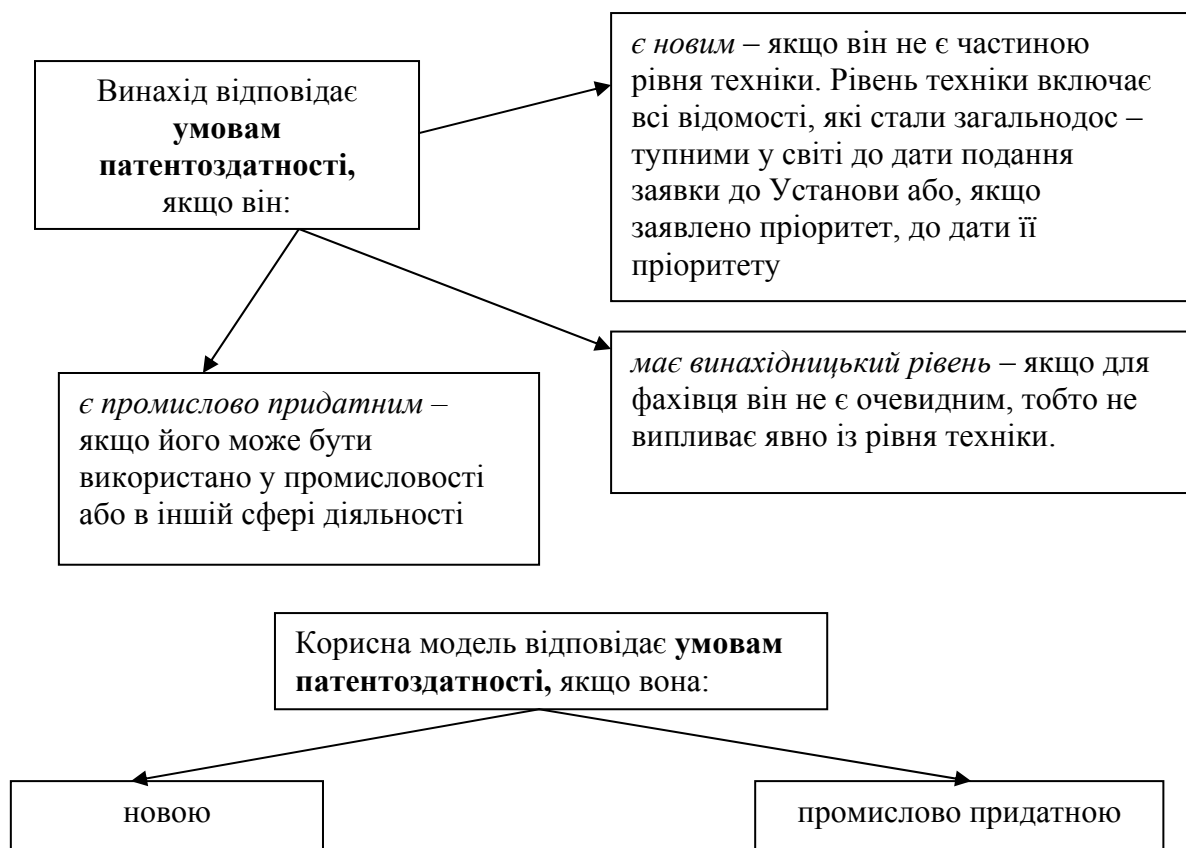 Винахід відповідає
умовам
патентоздатності,
якщо він:
є новим – якщо він не є частиною
рівня техніки. Рівень техніки включає
всі відомості, які стали загальнодос –
тупними у світі до дати подання
заявки до Установи або, якщо
заявлено пріоритет, до дати її
пріоритету
має винахідницький рівень – якщо для
фахівця він не є очевидним, тобто не
випливає явно із рівня техніки.
є промислово придатним –
якщо його може бути
використано у промисловості
або в іншій сфері діяльності
Корисна модель відповідає умовам
патентоздатності, якщо вона:
новою
промислово придатною